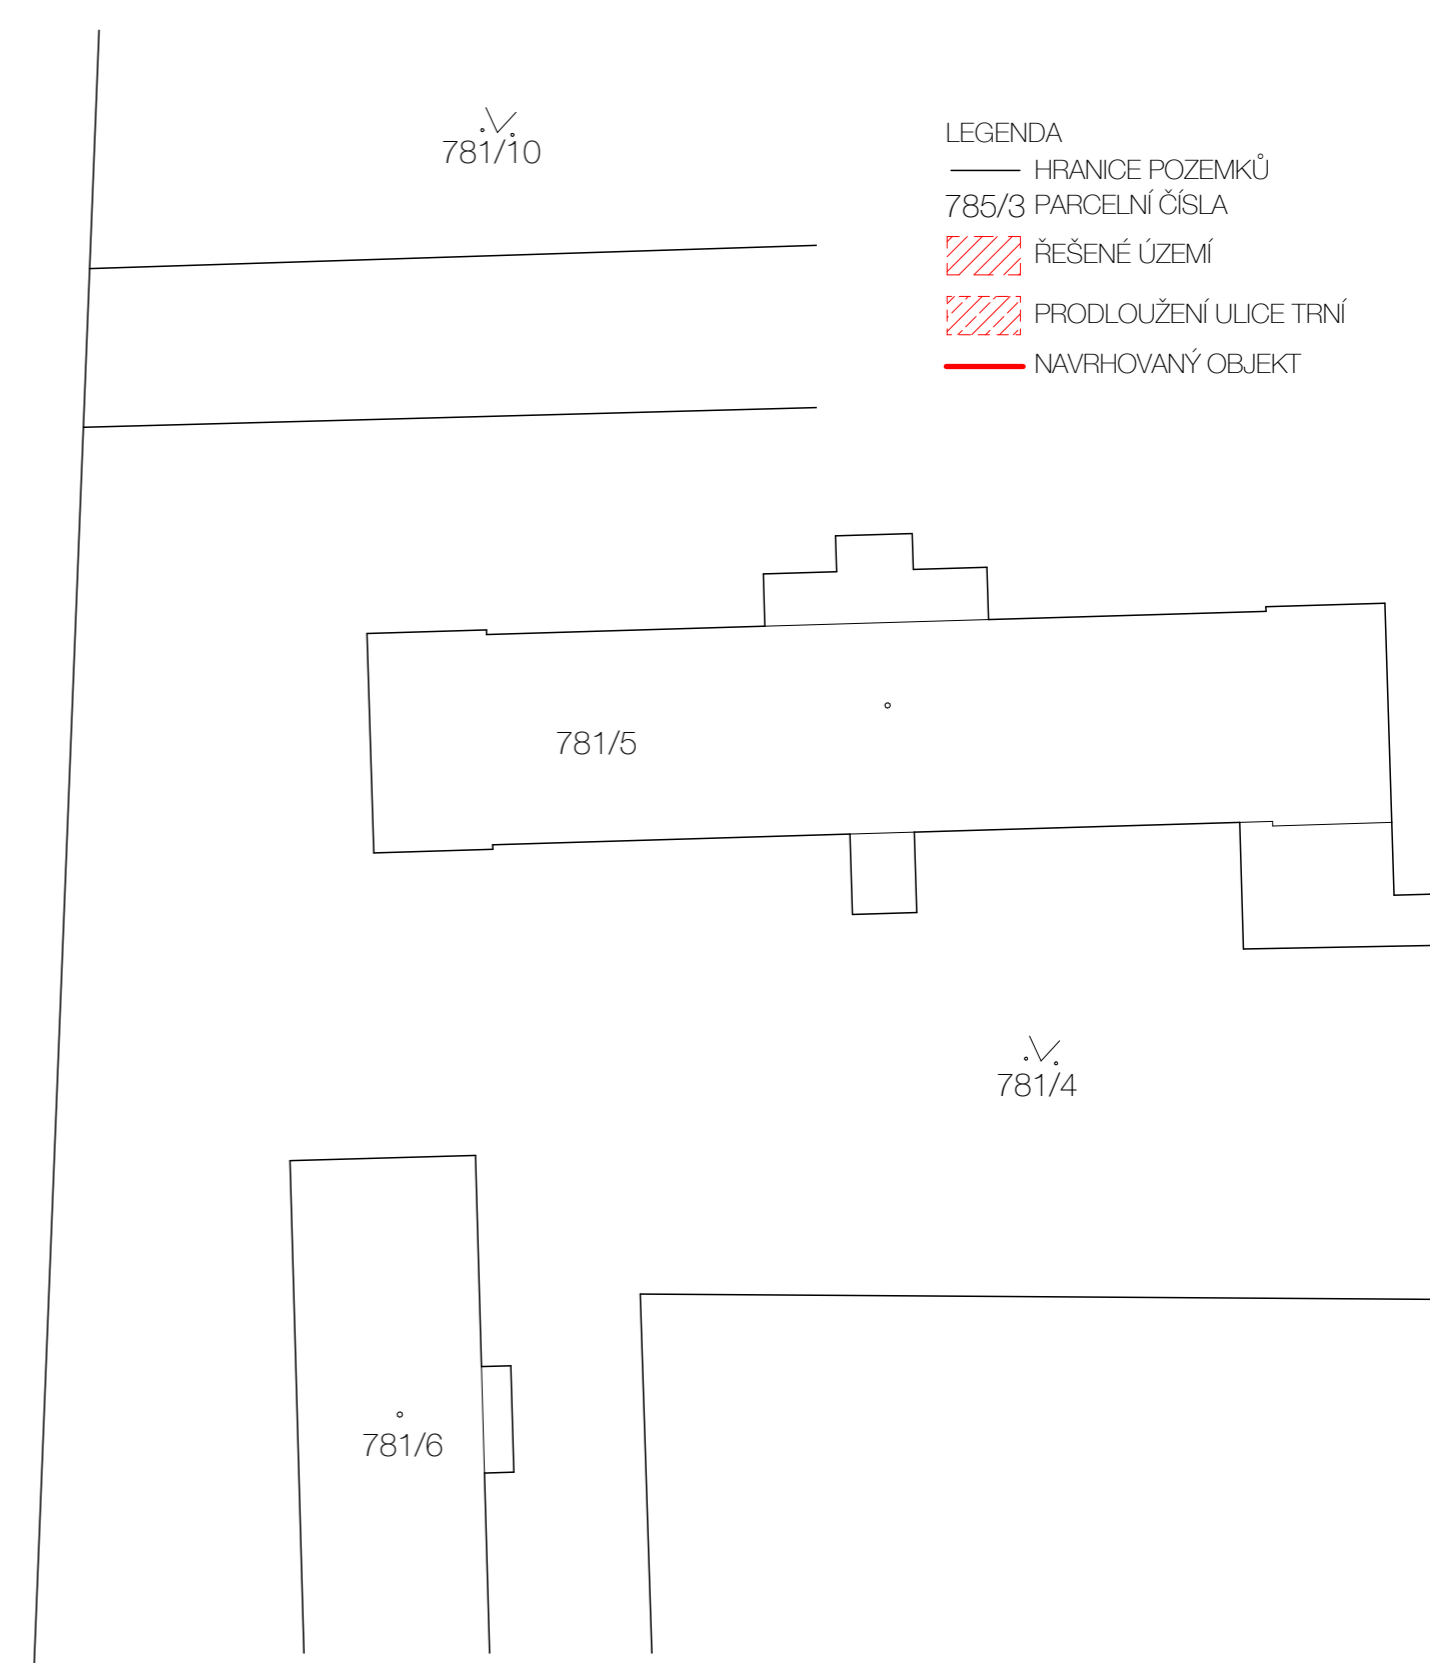 781/10
LEGENDA
HRANICE POZEMKŮ
785/3 PARCELNÍ ČÍSLA
ŘEŠENÉ ÚZEMÍ
PRODLOUŽENÍ ULICE TRNÍ
NAVRHOVANÝ OBJEKT
781/5
781/4
781/6